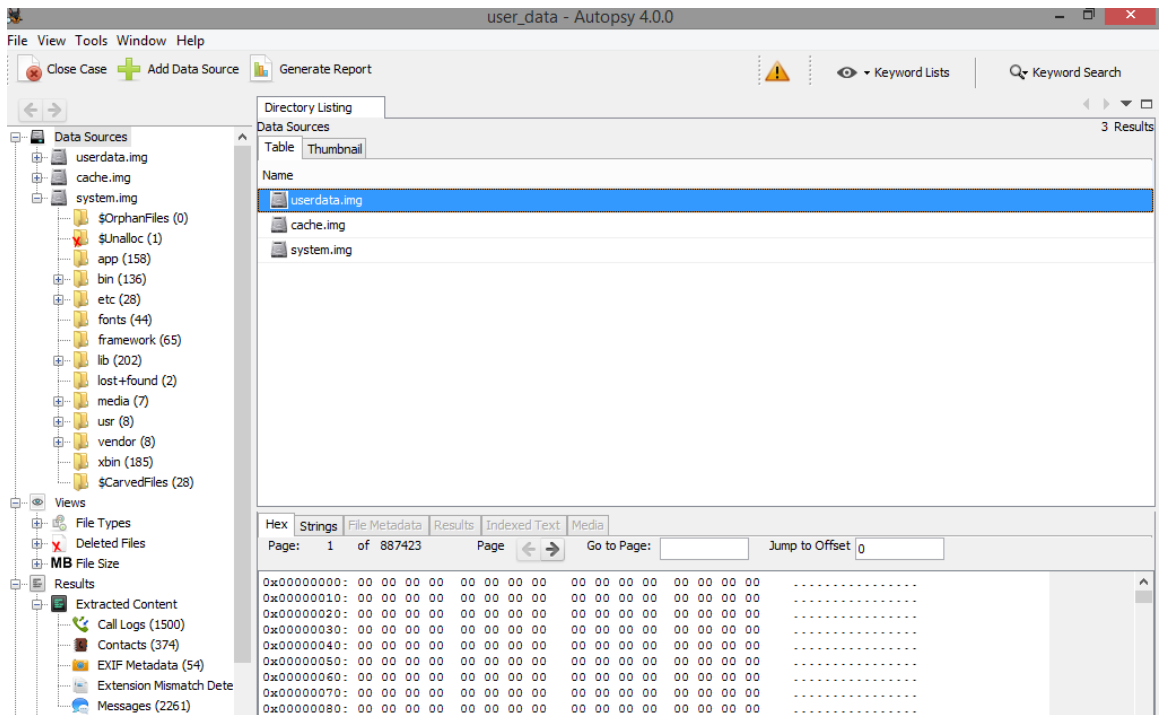 user_data - Autopsy 4.0.0
File View Tools Window Help
Close Case Add Data Source Generate Report Keyword Lists Keyword Search
Data Sources
userdata.img
cache.img
system.img
$OrphanFiles (0)
$Unalloc (1)
app (158)
bin (136)
etc (28)
fonts (44)
framework (65)
lib (202)
lost+found (2)
media (7)
usr (8)
vendor (8)
xbin (185)
$CarvedFiles (28)
Views
File Types
Deleted Files
MB File Size
Results
Extracted Content
Call Logs (1500)
Contacts (374)
EXIF Metadata (54)
Extension Mismatch Dete
Messages (2261)
Directory Listing
Data Sources 3 Results
Table Thumbnail
Name
userdata.img
cache.img
system.img
Hex Strings File Metadata Results Indexed Text Media
Page: 1 of 887423 Page Go to Page: Jump to Offset 0
0x00000000: 00 00 00 00 00 00 00 00 00 00 00 00 00 00 00 00 ................
0x00000010: 00 00 00 00 00 00 00 00 00 00 00 00 00 00 00 00 ................
0x00000020: 00 00 00 00 00 00 00 00 00 00 00 00 00 00 00 00 ................
0x00000030: 00 00 00 00 00 00 00 00 00 00 00 00 00 00 00 00 ................
0x00000040: 00 00 00 00 00 00 00 00 00 00 00 00 00 00 00 00 ................
0x00000050: 00 00 00 00 00 00 00 00 00 00 00 00 00 00 00 00 ................
0x00000060: 00 00 00 00 00 00 00 00 00 00 00 00 00 00 00 00 ................
0x00000070: 00 00 00 00 00 00 00 00 00 00 00 00 00 00 00 00 ................
0x00000080: 00 00 00 00 00 00 00 00 00 00 00 00 00 00 00 00 ................